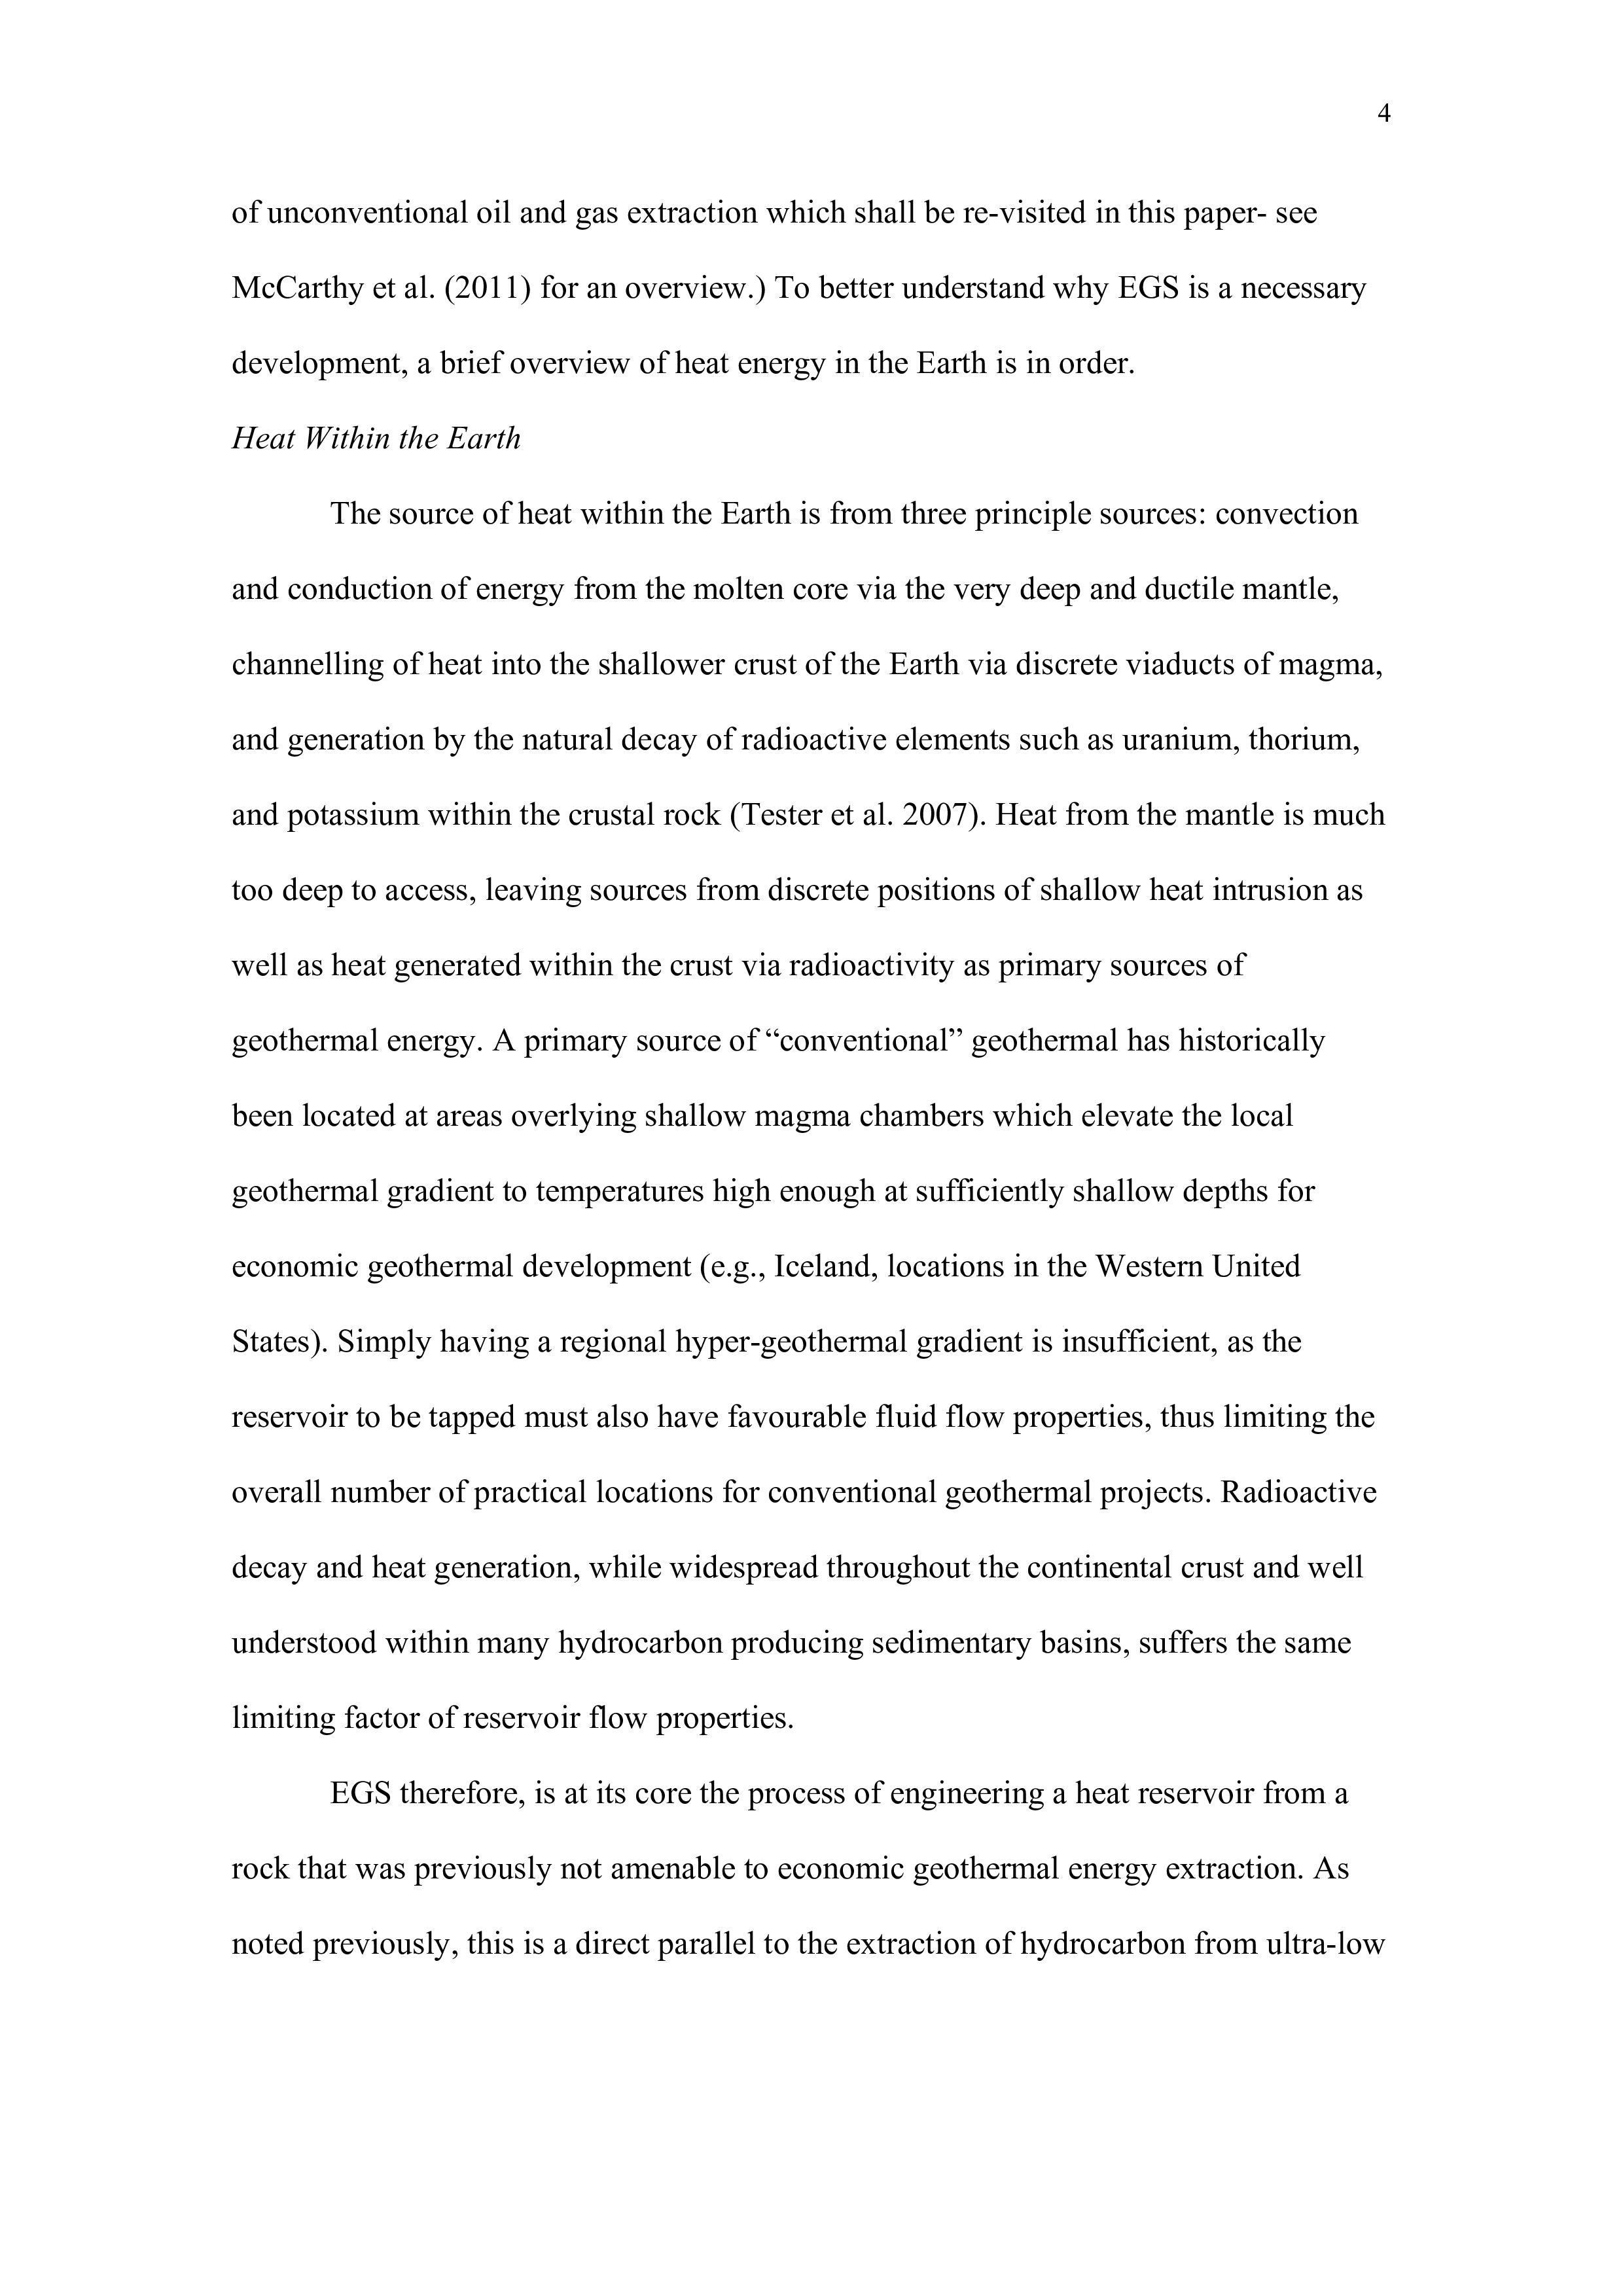 4
of unconventional oil and gas extraction which shall be re-visited in this paper- see
McCarthy et al. (2011) for an overview.) To better understand why EGS is a necessary
development, a brief overview of heat energy in the Earth is in order.
Heat Within the Earth
The source of heat within the Earth is from three principle sources: convection
and conduction of energy from the molten core via the very deep and ductile mantle,
channelling of heat into the shallower crust of the Earth via discrete viaducts of magma,
and generation by the natural decay of radioactive elements such as uranium, thorium,
and potassium within the crustal rock (Tester et al. 2007). Heat from the mantle is much
too deep to access, leaving sources from discrete positions of shallow heat intrusion as
well as heat generated within the crust via radioactivity as primary sources of
geothermal energy. A primary source of “conventional” geothermal has historically
been located at areas overlying shallow magma chambers which elevate the local
geothermal gradient to temperatures high enough at sufficiently shallow depths for
economic geothermal development (e.g., Iceland, locations in the Western United
States). Simply having a regional hyper-geothermal gradient is insufficient, as the
reservoir to be tapped must also have favourable fluid flow properties, thus limiting the
overall number of practical locations for conventional geothermal projects. Radioactive
decay and heat generation, while widespread throughout the continental crust and well
understood within many hydrocarbon producing sedimentary basins, suffers the same
limiting factor of reservoir flow properties.
EGS therefore, is at its core the process of engineering a heat reservoir from a
rock that was previously not amenable to economic geothermal energy extraction. As
noted previously, this is a direct parallel to the extraction of hydrocarbon from ultra-low